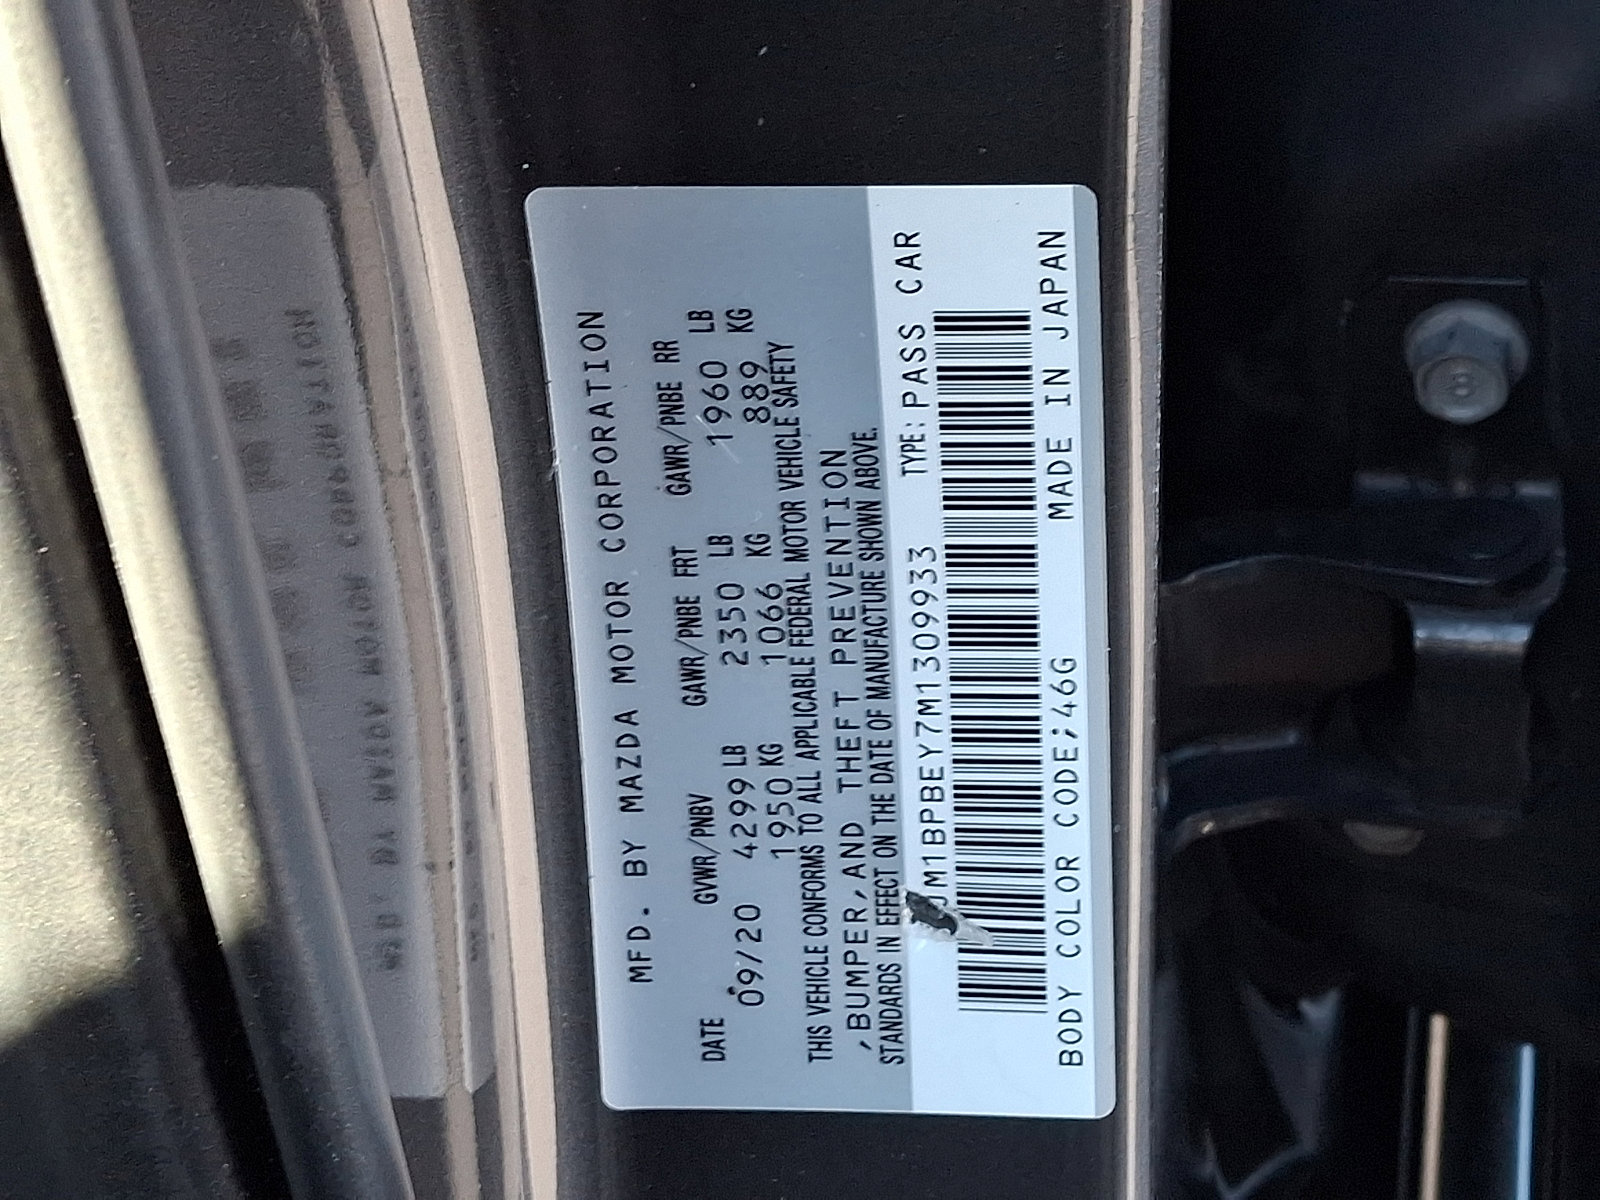 MFD. BY MAZDA MOTOR CORPORATION
DATE GVWR/PNBV GAWR/PNBE FRT GAWR/PNBE RR
09/20 4299 LB 2350 LB 1960 LB
1950 KG 1066 KG 889 KG
THIS VEHICLE CONFORMS TO ALL APPLICABLE FEDERAL MOTOR VEHICLE SAFETY
,BUMPER,AND THEFT PREVENTION
STANDARDS IN EFFECT ON THE DATE OF MANUFACTURE SHOWN ABOVE.
JM1BPBEY7M1309933 TYPE: PASS CAR
BODY COLOR CODE;46G MADE IN JAPAN